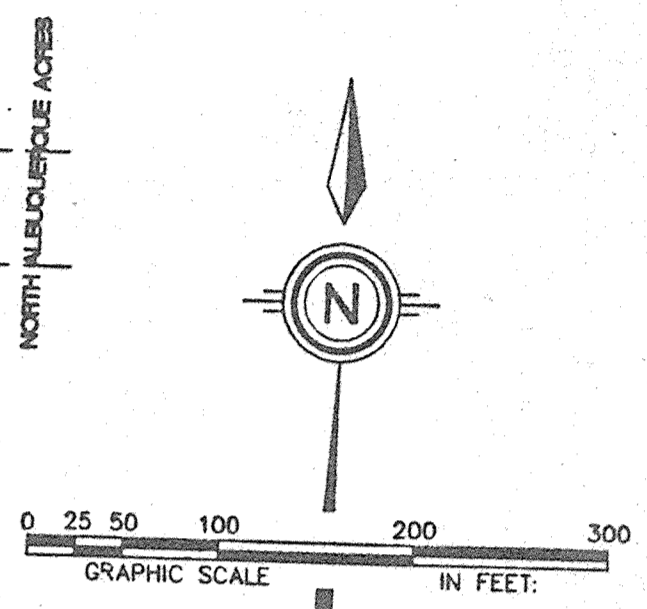 NORTH ALBUQUERQUE ACRES
N
0 25 50 100 200 300
GRAPHIC SCALE IN FEET: